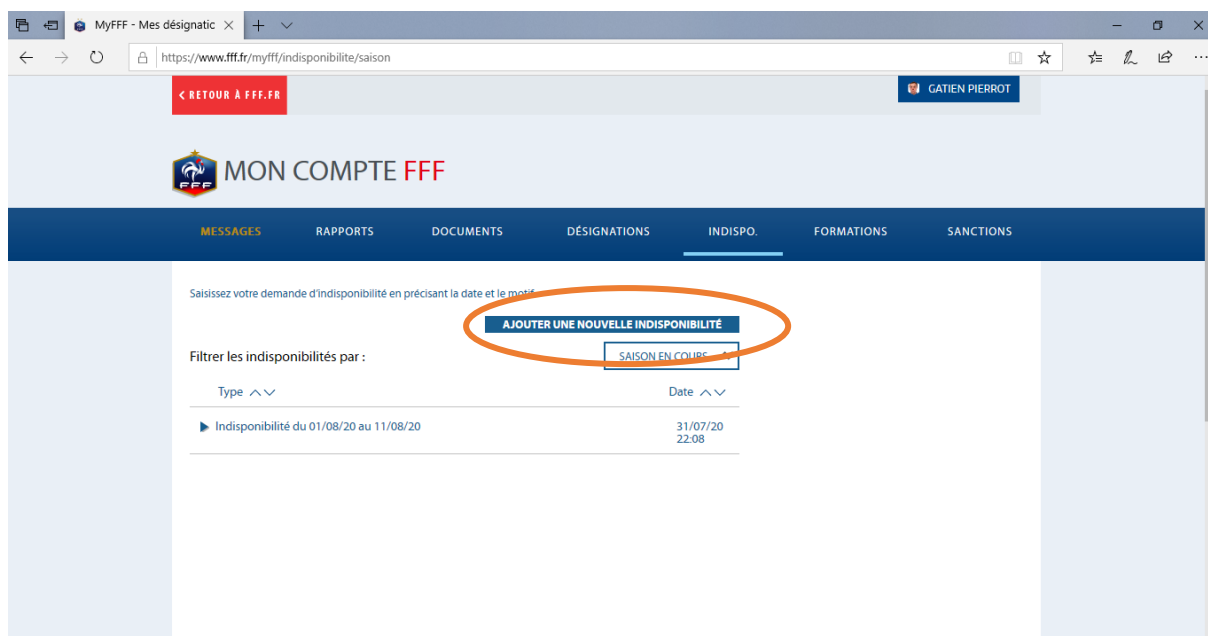 MyFFF - Mes désignatic
https://www.fff.fr/myfff/indisponibilite/saison
< RETOUR À FFF.FR
GATIEN PIERROT
FFF
MON COMPTE FFF
MESSAGES RAPPORTS DOCUMENTS DÉSIGNATIONS INDISPO. FORMATIONS SANCTIONS
Saisissez votre demande d'indisponibilité en précisant la date et le motif
AJOUTER UNE NOUVELLE INDISPONIBILITÉ
Filtrer les indisponibilités par :
SAISON EN COURS
Type Date
Indisponibilité du 01/08/20 au 11/08/20 31/07/20
22:08